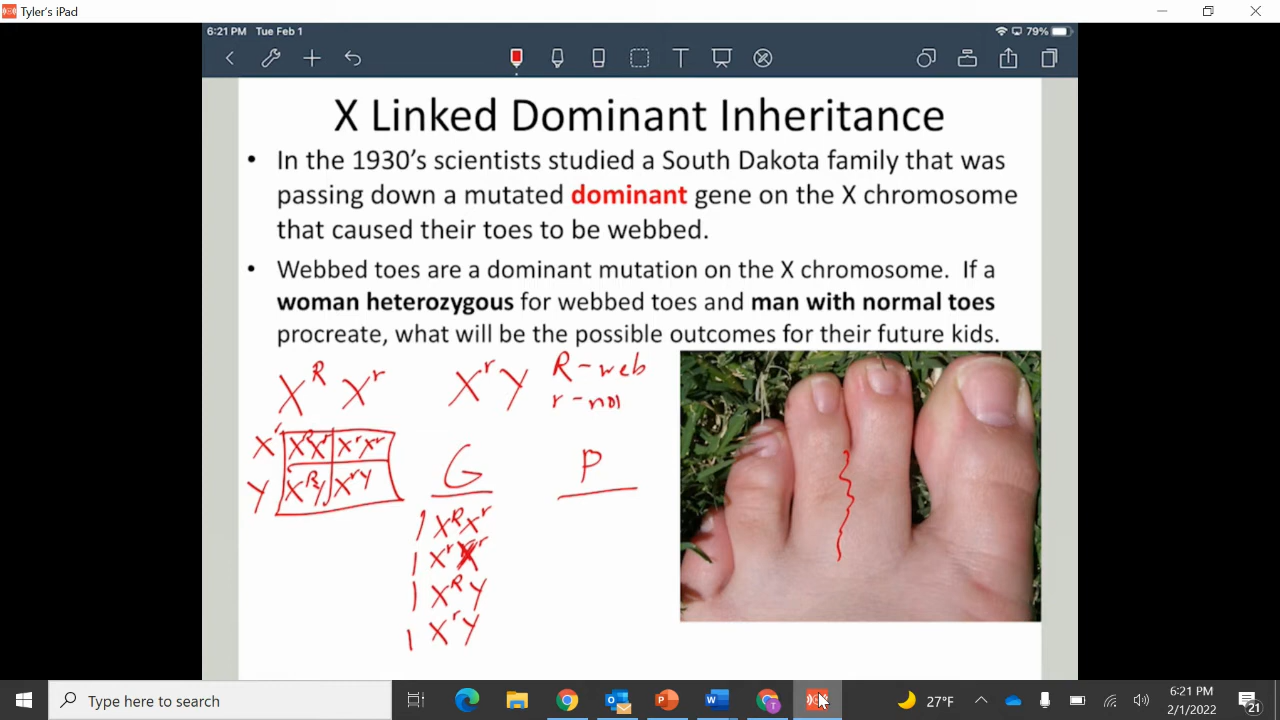 Tyler's iPad
6:21 PM Tue Feb 1
79%
X Linked Dominant Inheritance
• In the 1930’s scientists studied a South Dakota family that was
passing down a mutated dominant gene on the X chromosome
that caused their toes to be webbed.
• Webbed toes are a dominant mutation on the X chromosome. If a
woman heterozygous for webbed toes and man with normal toes
procreate, what will be the possible outcomes for their future kids.
X^R X^r X^r Y R - web
r - nor
X^r X^R X^r X^r X^r
Y X^R Y X^r Y
G P
1 X^R X^r
1 X^r X^r
1 X^R Y
1 X^r Y
Type here to search
27°F
6:21 PM
2/1/2022
21